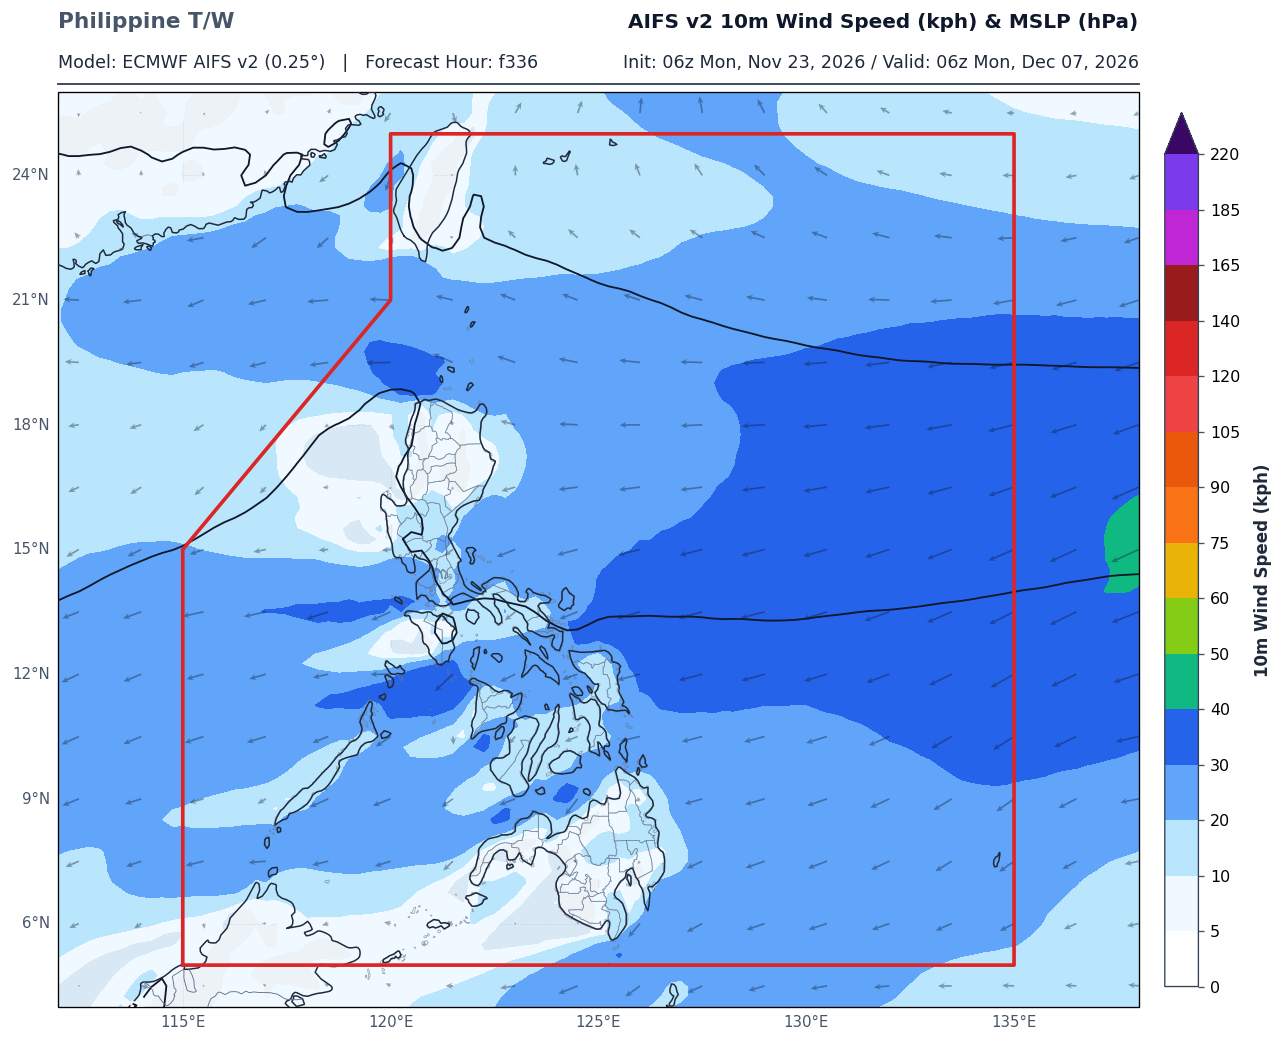 Philippine T/W
AIFS v2 10m Wind Speed (kph) & MSLP (hPa)
Model: ECMWF AIFS v2 (0.25°) | Forecast Hour: f336
Init: 06z Mon, Nov 23, 2026 / Valid: 06z Mon, Dec 07, 2026
24°N
21°N
18°N
15°N
12°N
9°N
6°N
115°E
120°E
125°E
130°E
135°E
220
185
165
140
120
105
90
75
60
50
40
30
20
10
5
0
10m Wind Speed (kph)